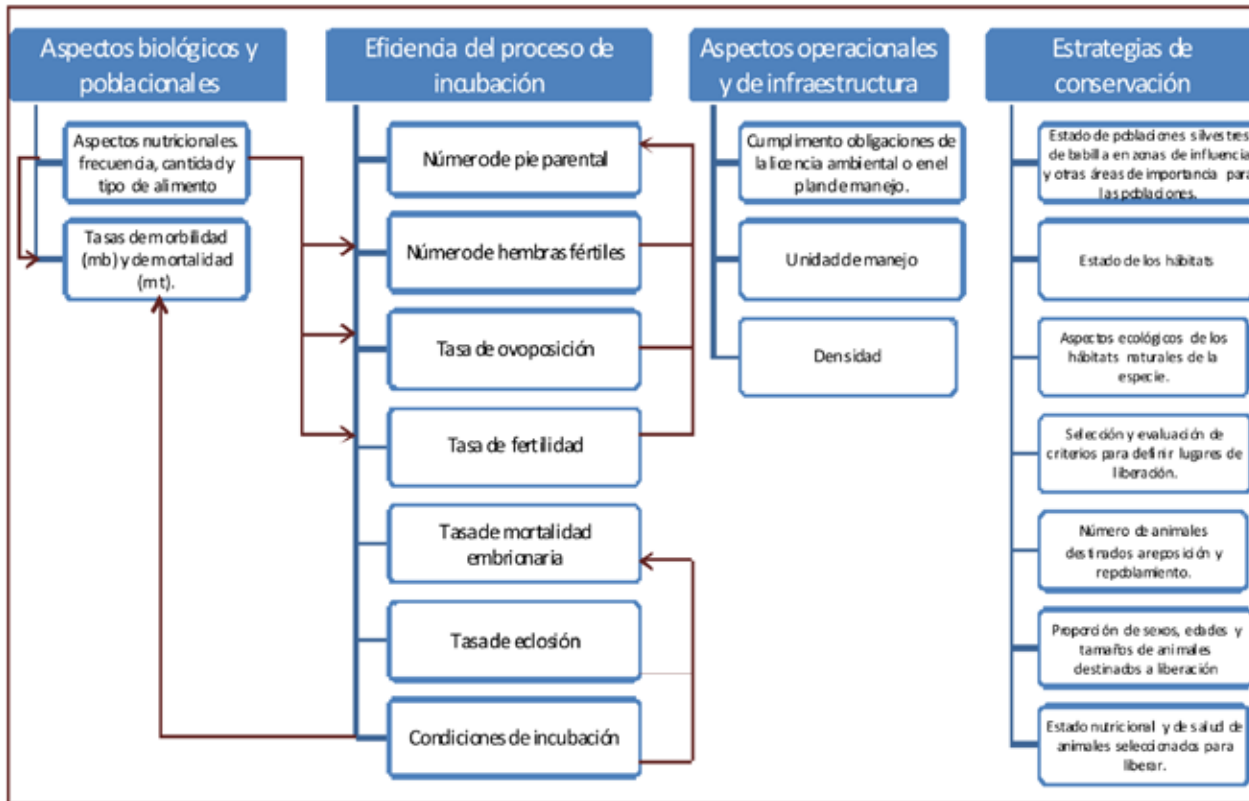 Aspectos biológicos y
poblacionales
Aspectos nutricionales.
frecuencia, cantidad y
tipo de alimento
Tasas de morbilidad
(mb) y de mortalidad
(mt).
Eficiencia del proceso de
incubación
Número de pie parental
Número de hembras fértiles
Tasa de ovoposición
Tasa de fertilidad
Tasa de mortalidad
embrionaria
Tasa de eclosión
Condiciones de incubación
Aspectos operacionales
y de infraestructura
Cumplimento obligaciones de
la licencia ambiental o en el
plan de manejo.
Unidad de manejo
Densidad
Estrategias de
conservación
Estado de poblaciones silvestres
de babilla en zonas de influencia
y otras áreas de importancia para
las poblaciones.
Estado de los hábitats
Aspectos ecológicos de los
hábitats naturales de la
especie.
Selección y evaluación de
criterios para definir lugares de
liberación.
Número de animales
destinados a reposición y
repoblamiento.
Proporción de sexos, edades y
tamaños de animales
destinados a liberación
Estado nutricional y de salud de
animales seleccionados para
liberar.